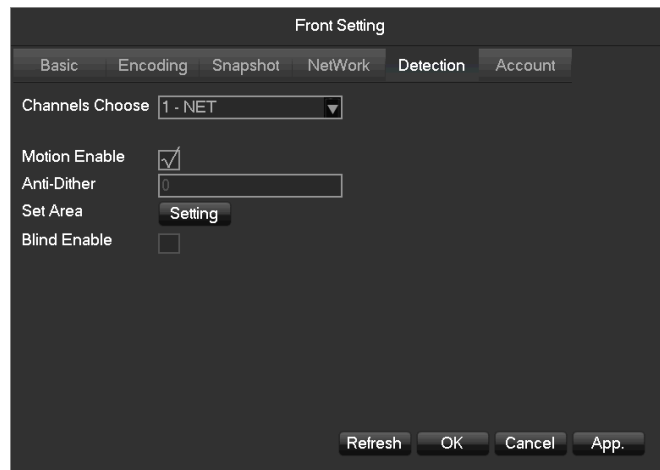 Front Setting
Basic Encoding Snapshot NetWork Detection Account
Channels Choose 1 - NET
Motion Enable
Anti-Dither 0
Set Area Setting
Blind Enable
Refresh OK Cancel App.